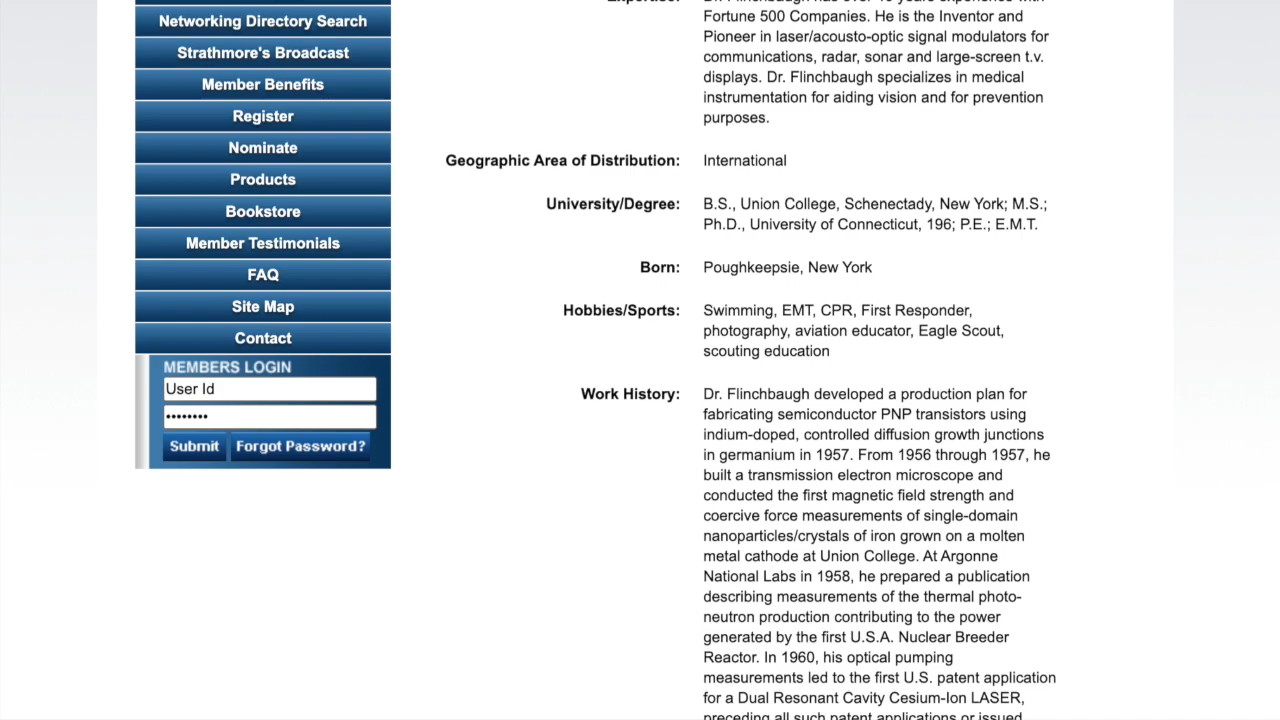 Networking Directory Search
Strathmore's Broadcast
Member Benefits
Register
Nominate
Products
Bookstore
Member Testimonials
FAQ
Site Map
Contact
MEMBERS LOGIN
User Id
••••••••
Submit Forgot Password?
Fortune 500 Companies. He is the Inventor and
Pioneer in laser/acousto-optic signal modulators for
communications, radar, sonar and large-screen t.v.
displays. Dr. Flinchbaugh specializes in medical
instrumentation for aiding vision and for prevention
purposes.
Geographic Area of Distribution: International
University/Degree: B.S., Union College, Schenectady, New York; M.S.;
Ph.D., University of Connecticut, 196; P.E.; E.M.T.
Born: Poughkeepsie, New York
Hobbies/Sports: Swimming, EMT, CPR, First Responder,
photography, aviation educator, Eagle Scout,
scouting education
Work History: Dr. Flinchbaugh developed a production plan for
fabricating semiconductor PNP transistors using
indium-doped, controlled diffusion growth junctions
in germanium in 1957. From 1956 through 1957, he
built a transmission electron microscope and
conducted the first magnetic field strength and
coercive force measurements of single-domain
nanoparticles/crystals of iron grown on a molten
metal cathode at Union College. At Argonne
National Labs in 1958, he prepared a publication
describing measurements of the thermal photo-
neutron production contributing to the power
generated by the first U.S.A. Nuclear Breeder
Reactor. In 1960, his optical pumping
measurements led to the first U.S. patent application
for a Dual Resonant Cavity Cesium-Ion LASER,
preceding all such patent applications or issued